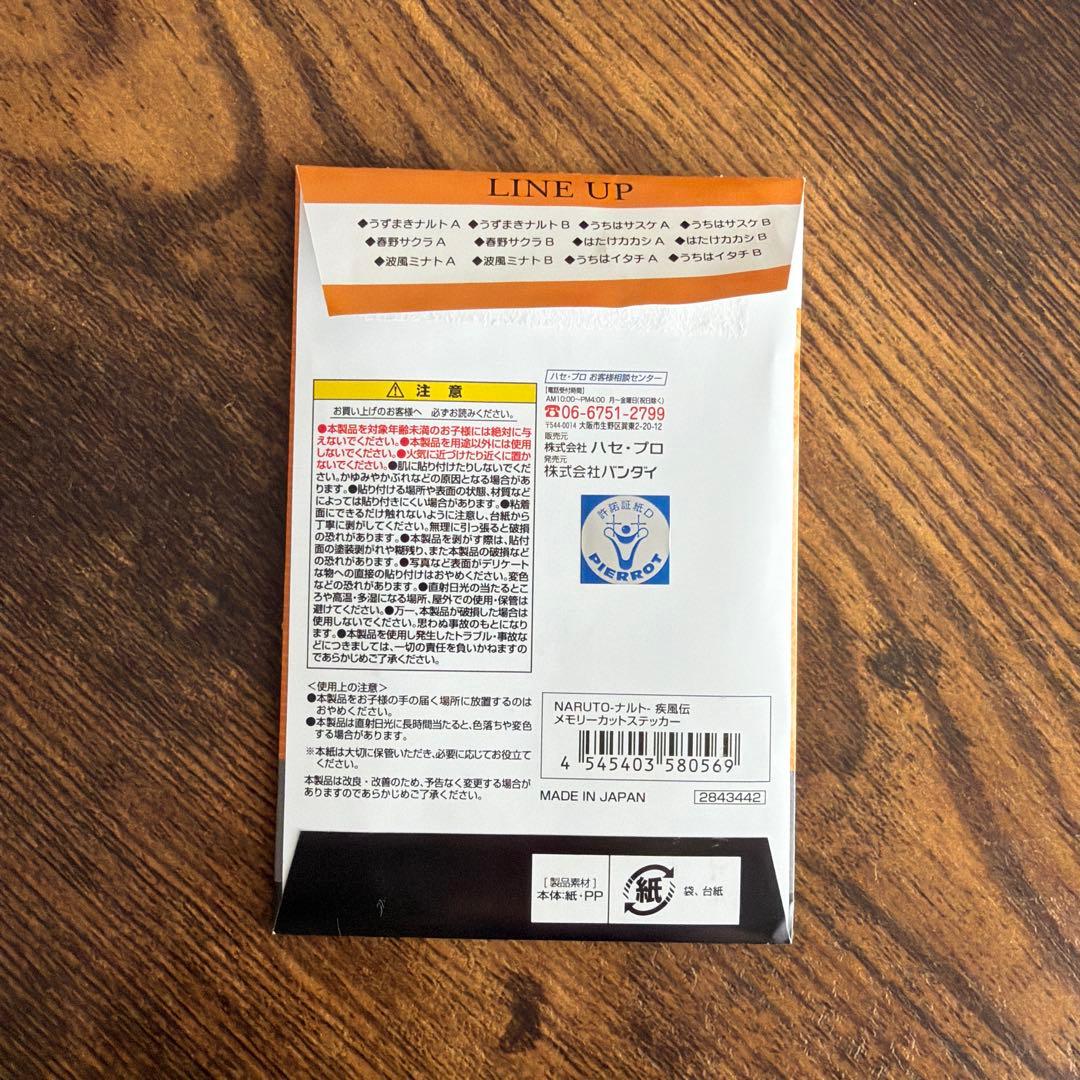 LINE UP
◆うずまきナルト A ◆うずまきナルト B ◆うちはサスケ A ◆うちはサスケ B
◆春野サクラ A ◆春野サクラ B ◆はたけカカシ A ◆はたけカカシ B
◆波風ミナト A ◆波風ミナト B ◆うちはイタチ A ◆うちはイタチ B
⚠ 注 意
お買い上げのお客様へ 必ずお読みください。
●本製品を対象年齢未満のお子様には絶対に与
えないでください。●本製品を用途以外には使用
しないでください。●火気に近づけたり近くに置か
ないでください。●肌に貼り付けたりしないでくだ
さい。かゆみやかぶれなどの原因となる場合があ
ります。●貼り付ける場所や表面の状態、材質など
によっては貼り付きにくい場合があります。●粘着
面にできるだけ触れないように注意し、台紙から
丁寧に剥がしてください。無理に引っ張ると破損
の恐れがあります。●本製品を剥がす際は、貼付
面の塗装剥がれや糊残り、また本製品の破損など
の恐れがあります。●写真など表面がデリケート
な物への直接の貼り付けはおやめください。変色
などの恐れがあります。●直射日光の当たるとこ
ろや高温・多湿になる場所、屋外での使用・保管は
避けてください。●万一、本製品が破損した場合は
使用しないでください。思わぬ事故のもとになり
ます。●本製品を使用し発生したトラブル・事故な
どにつきましては、一切の責任を負いかねますの
であらかじめご了承ください。
＜使用上の注意＞
●本製品をお子様の手の届く場所に放置するのは
おやめください。
●本製品は直射日光に長時間当たると、色落ちや変色
する場合があります。
※本紙は大切に保管いただき、必要に応じてお役立て
ください。
本製品は改良・改善のため、予告なく変更する場合が
ありますのであらかじめご了承ください。
ハセ・プロ お客様相談センター
[電話受付時間]
AM10:00〜PM4:00 月〜金曜日(祝日除く)
☎06-6751-2799
〒544-0014 大阪市生野区巽東2-20-12
販売元
株式会社 ハセ・プロ
発売元
株式会社バンダイ
許諾証紙D
PIERROT
NARUTO-ナルト- 疾風伝
メモリーカットステッカー
4 545403 580569
MADE IN JAPAN 2843442
[製品素材]
本体:紙・PP
紙
袋、台紙